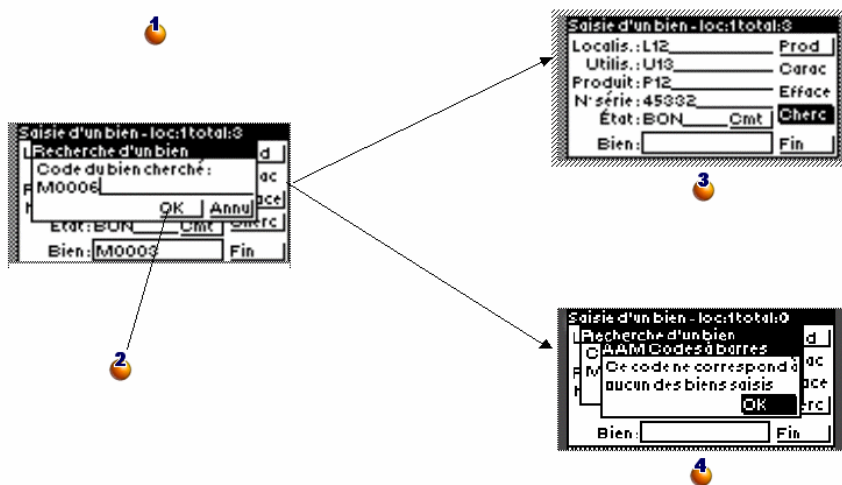 1
Saisie d'un bien - loc:1total:3
Recherche d'un bien
Code du bien cherché :
M0006
OK Annul
État: BON Cmt Cherc
Bien: M0003 Fin
2
Saisie d'un bien - loc:1total:3
Localis.: L12 Prod
Utilis.: U13 Carac
Produit: P12 Efface
N° série: 45332 Cherc
État: BON Cmt
Bien: Fin
3
Saisie d'un bien - loc:1total:0
Recherche d'un bien
AAM Codes à barres
Ce code ne correspond à
aucun des biens saisis
OK
Bien: Fin
4